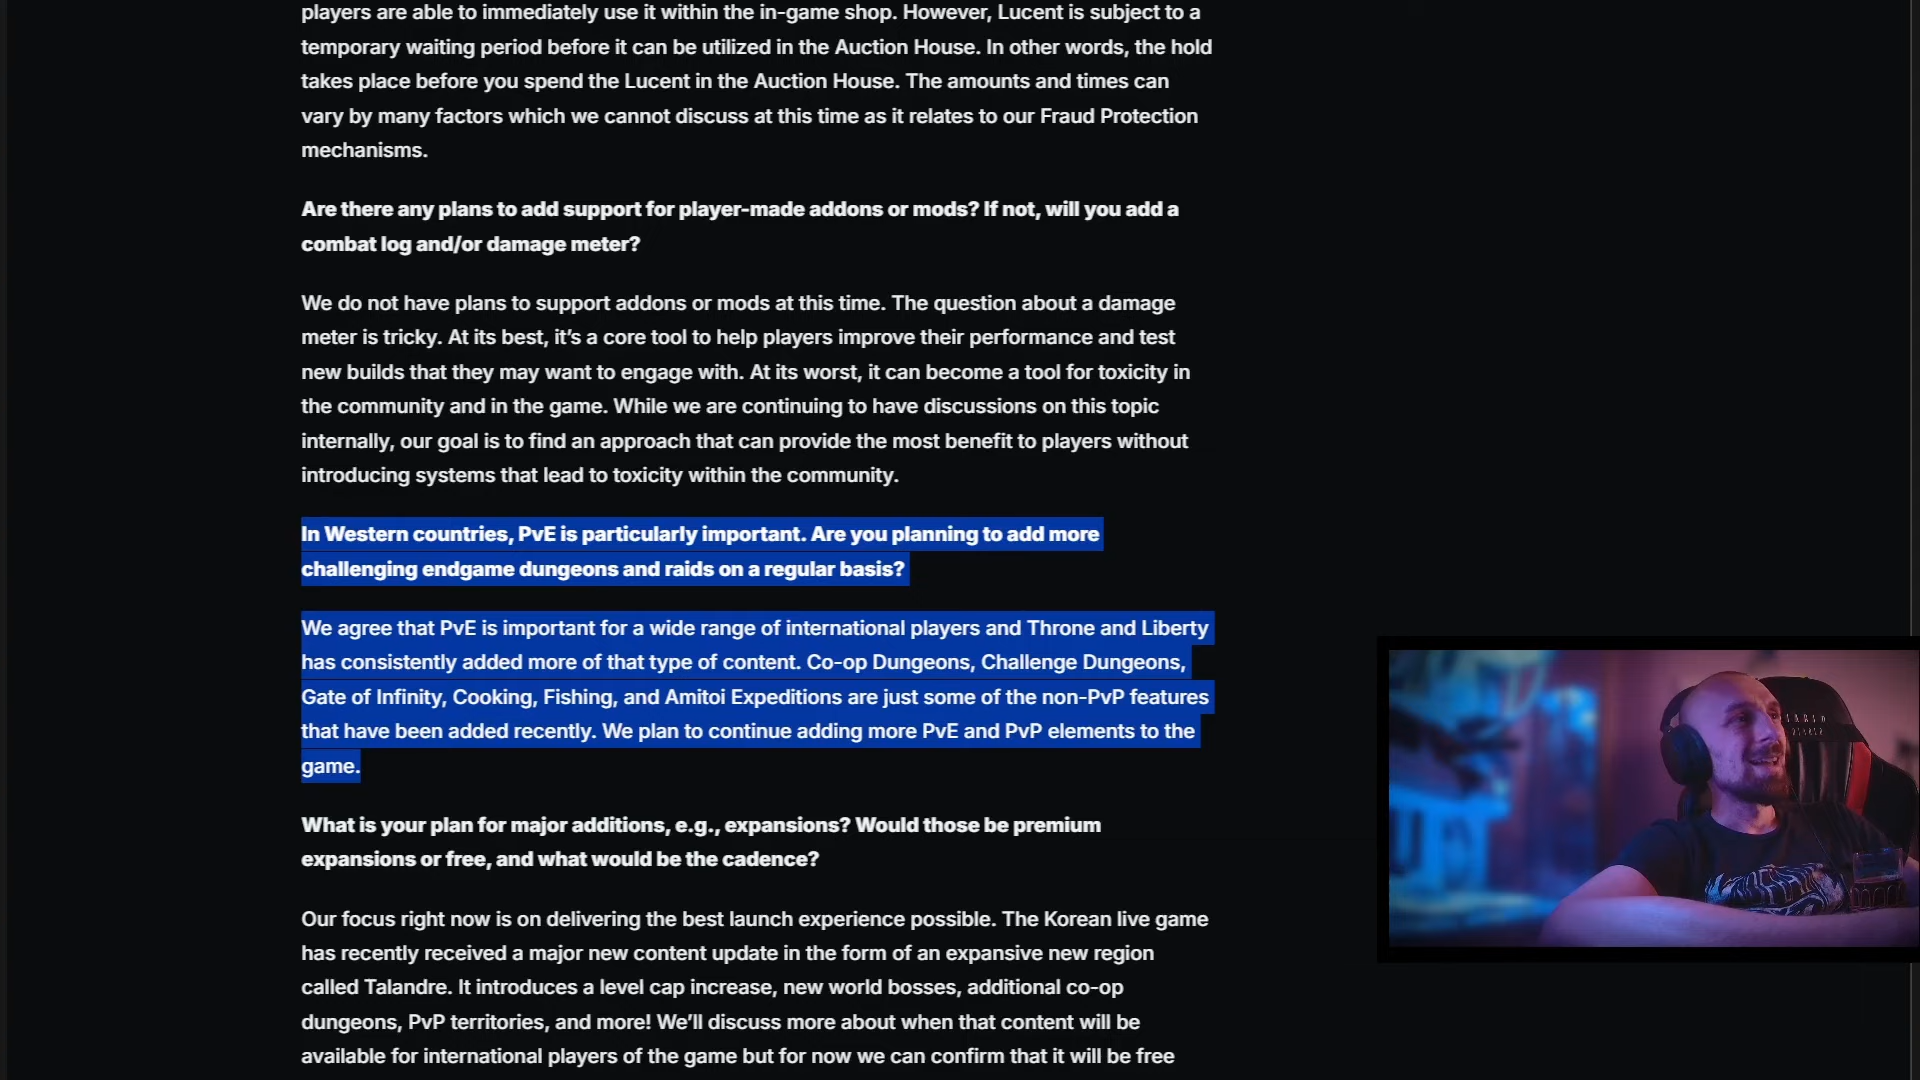 players are able to immediately use it within the in-game shop. However, Lucent is subject to a
temporary waiting period before it can be utilized in the Auction House. In other words, the hold
takes place before you spend the Lucent in the Auction House. The amounts and times can
vary by many factors which we cannot discuss at this time as it relates to our Fraud Protection
mechanisms.
Are there any plans to add support for player-made addons or mods? If not, will you add a
combat log and/or damage meter?
We do not have plans to support addons or mods at this time. The question about a damage
meter is tricky. At its best, it’s a core tool to help players improve their performance and test
new builds that they may want to engage with. At its worst, it can become a tool for toxicity in
the community and in the game. While we are continuing to have discussions on this topic
internally, our goal is to find an approach that can provide the most benefit to players without
introducing systems that lead to toxicity within the community.
In Western countries, PvE is particularly important. Are you planning to add more
challenging endgame dungeons and raids on a regular basis?
We agree that PvE is important for a wide range of international players and Throne and Liberty
has consistently added more of that type of content. Co-op Dungeons, Challenge Dungeons,
Gate of Infinity, Cooking, Fishing, and Amitoi Expeditions are just some of the non-PvP features
that have been added recently. We plan to continue adding more PvE and PvP elements to the
game.
What is your plan for major additions, e.g., expansions? Would those be premium
expansions or free, and what would be the cadence?
Our focus right now is on delivering the best launch experience possible. The Korean live game
has recently received a major new content update in the form of an expansive new region
called Talandre. It introduces a level cap increase, new world bosses, additional co-op
dungeons, PvP territories, and more! We’ll discuss more about when that content will be
available for international players of the game but for now we can confirm that it will be free